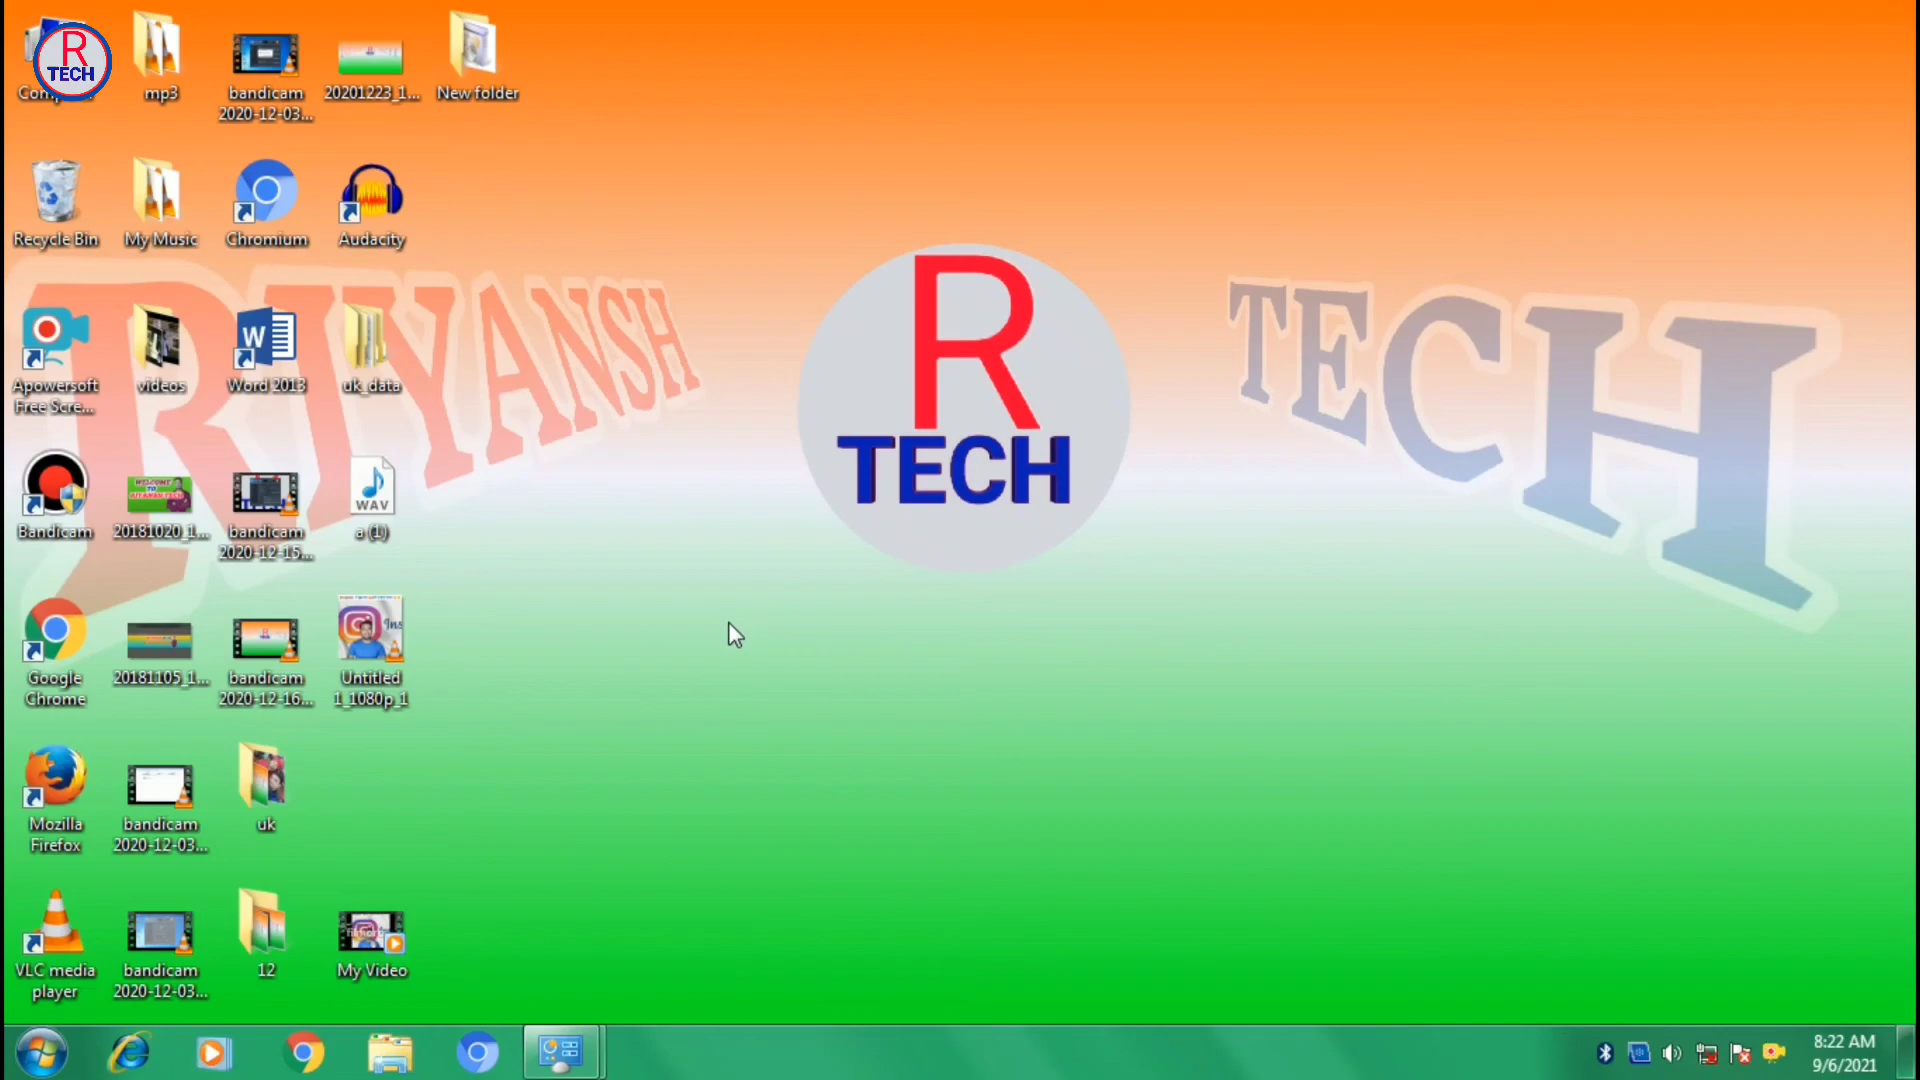 R
TECH
mp3
bandicam
2020-12-03...
20201223_1...
New folder
Recycle Bin
My Music
Chromium
Audacity
RIYANSH
R
TECH
TECH
Apowersoft
Free Scre...
videos
Word 2013
uk_data
Bandicam
20181020_1...
bandicam
2020-12-15...
WAV
a (1)
Google
Chrome
20181105_1...
bandicam
2020-12-16...
Untitled
1_1080p_1
Mozilla
Firefox
bandicam
2020-12-03...
uk
VLC media
player
bandicam
2020-12-03...
12
My Video
8:22 AM
9/6/2021